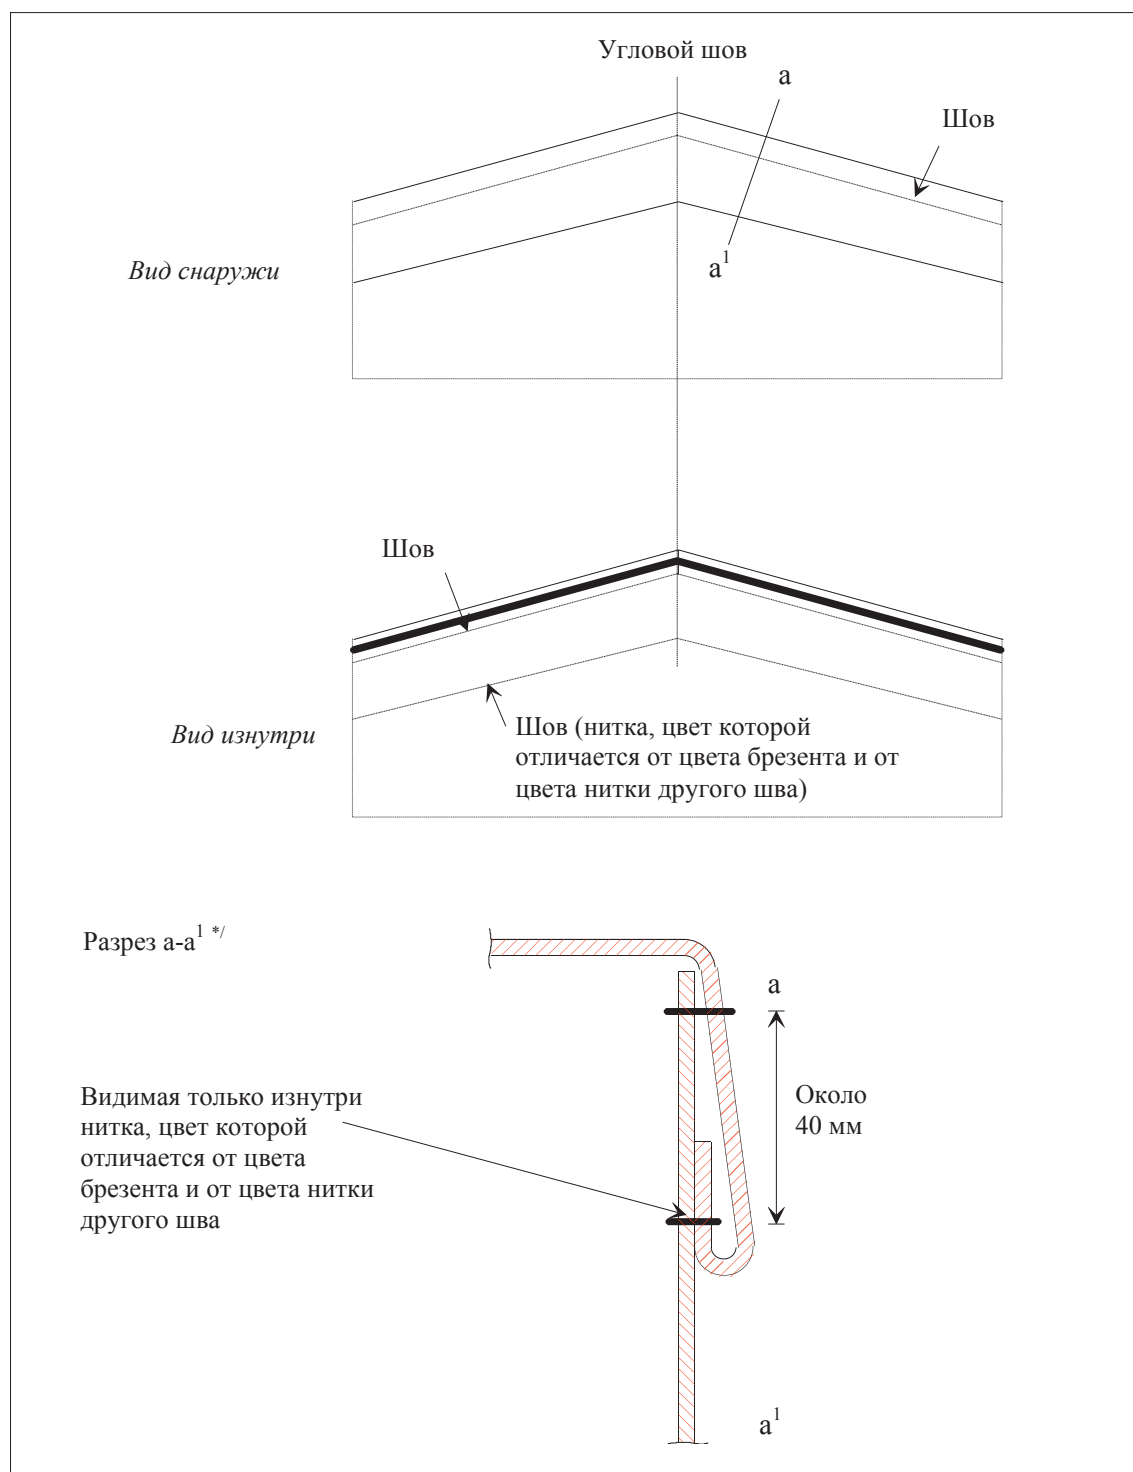 Угловой шов
a
Шов
Вид снаружи
a¹
Шов
Вид изнутри
Шов (нитка, цвет которой
отличается от цвета брезента и от
цвета нитки другого шва)
Разрез a-a¹ */
a
Видимая только изнутри
нитка, цвет которой
отличается от цвета
брезента и от цвета нитки
другого шва
Около
40 мм
a¹